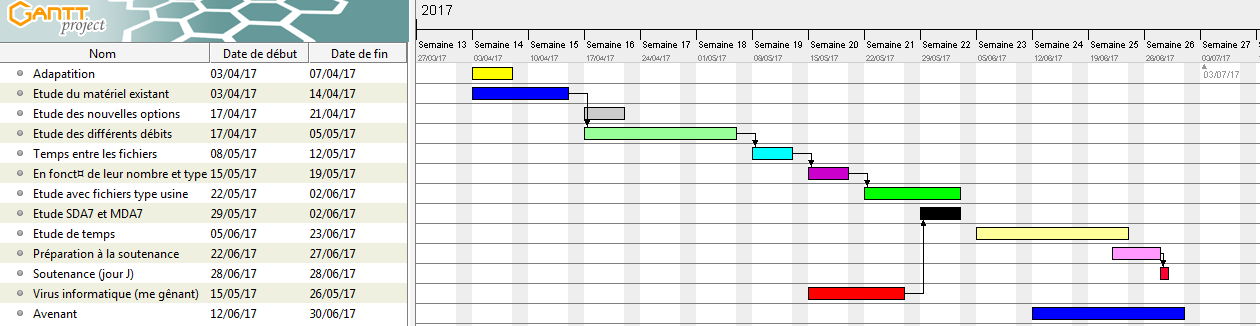 GANTT project
2017
Semaine 13 Semaine 14 Semaine 15 Semaine 16 Semaine 17 Semaine 18 Semaine 19 Semaine 20 Semaine 21 Semaine 22 Semaine 23 Semaine 24 Semaine 25 Semaine 26 Semaine 27
27/03/17 03/04/17 10/04/17 17/04/17 24/04/17 01/05/17 08/05/17 15/05/17 22/05/17 29/05/17 05/06/17 12/06/17 19/06/17 26/06/17 03/07/17
03/07/17
Nom Date de début Date de fin
Adapatition 03/04/17 07/04/17
Etude du matériel existant 03/04/17 14/04/17
Etude des nouvelles options 17/04/17 21/04/17
Etude des différents débits 17/04/17 05/05/17
Temps entre les fichiers 08/05/17 12/05/17
En fonct¤ de leur nombre et type 15/05/17 19/05/17
Etude avec fichiers type usine 22/05/17 02/06/17
Etude SDA7 et MDA7 29/05/17 02/06/17
Etude de temps 05/06/17 23/06/17
Préparation à la soutenance 22/06/17 27/06/17
Soutenance (jour J) 28/06/17 28/06/17
Virus informatique (me gênant) 15/05/17 26/05/17
Avenant 12/06/17 30/06/17